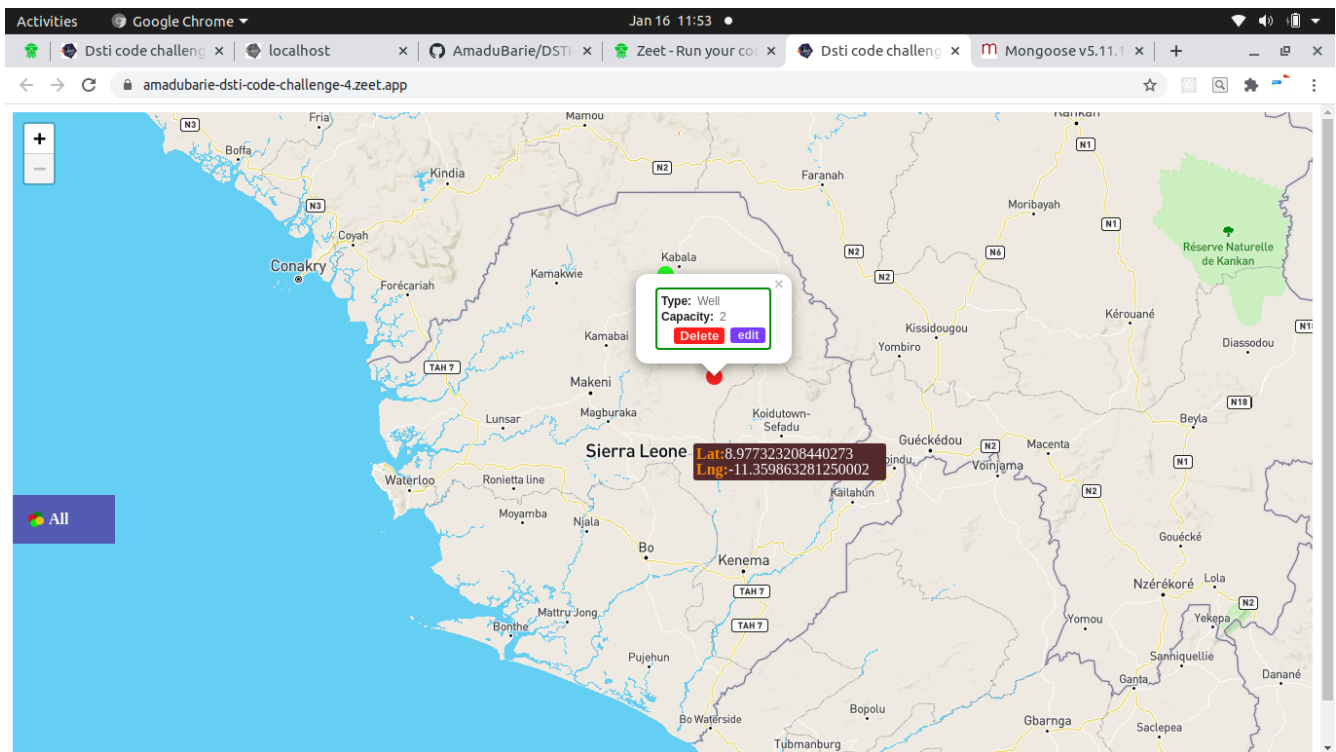 Activities
Google Chrome
Jan 16 11:53
Dsti code challeng
localhost
AmaduBarie/DSTI-
Zeet - Run your co
Dsti code challeng
Mongoose v5.11.1
amadubarie-dsti-code-challenge-4.zeet.app
+
−
N3
Fria
Mamou
Kankan
Boffa
N1
Kindia
N2
Faranah
N3
Moribayah
N1
Coyah
Réserve Naturelle
de Kankan
Conakry
Kabala
N2
N6
Kamakwie
N2
Forécariah
Type: Well
Capacity: 2
Delete edit
×
Kérouané
Kissidougou
N1
Kamabai
Yombiro
Diassodou
TAH 7
Makeni
N18
Lunsar
Magburaka
Koidutown-
Sefadu
Beyla
Sierra Leone
Guéckédou
N2
Macenta
Lat:8.977323208440273
Lng:-11.359863281250002
pindu
Voinjama
N1
Waterloo
Ronietta line
Kailahun
N2
All
Moyamba
Njala
Gouécké
Bo
Kenema
Nzérékoré
Lola
TAH 7
N2
Mattru Jong
Bonthe
TAH 7
Yomou
Yekepa
Pujehun
Sanniquellie
Ganta
Danané
Bo Waterside
Bopolu
Gbarnga
Saclepea
Tubmanburg